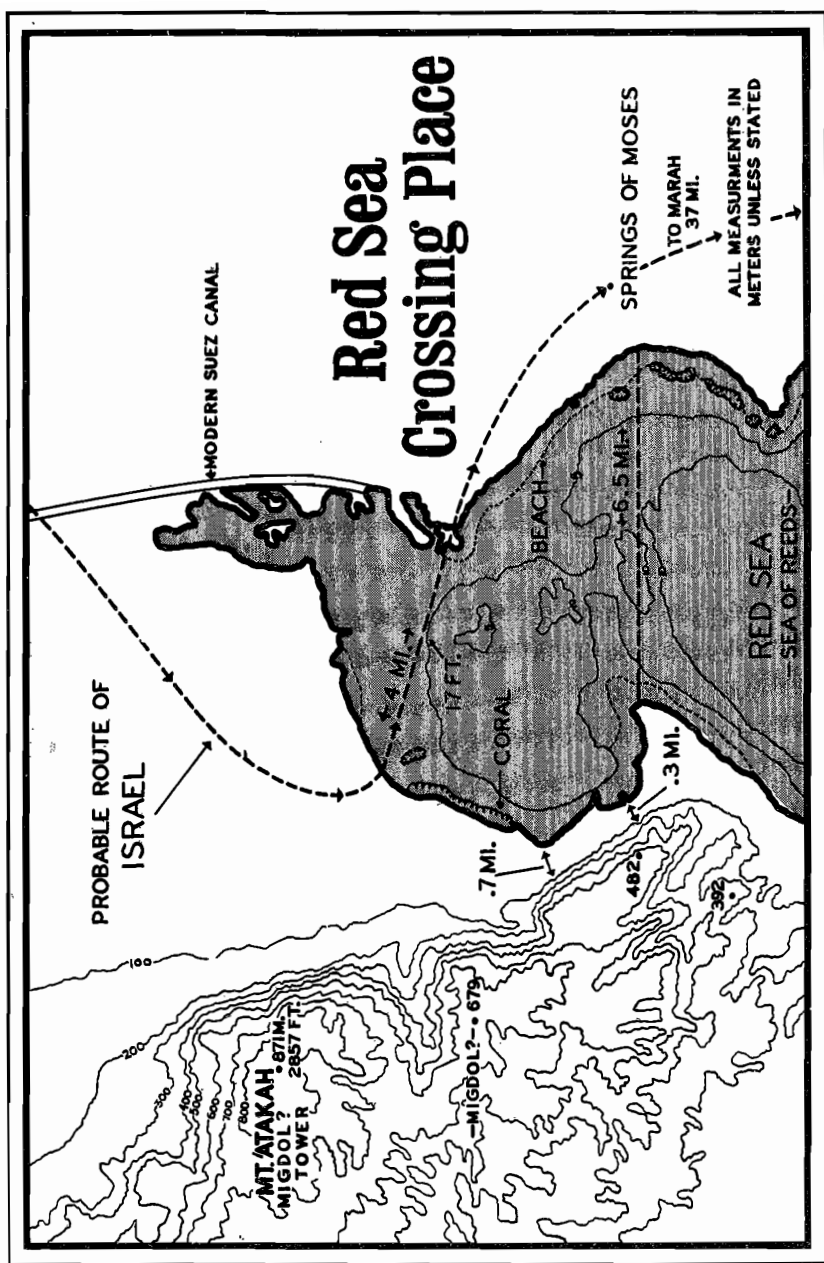 Red Sea
Crossing Place
PROBABLE ROUTE OF
ISRAEL
MODERN SUEZ CANAL
100
200
300
400
500
600
700
800
MT. 'ATAKAH
MIGDOL? • 871M.
TOWER 2857 FT.
—MIGDOL?—• 679
4 MI.
17 FT.
CORAL
BEACH
.7 MI.
.3 MI.
482
392
6.5 MI.
RED SEA
—SEA OF REEDS—
SPRINGS OF MOSES
TO MARAH
37 MI.
ALL MEASURMENTS IN
METERS UNLESS STATED